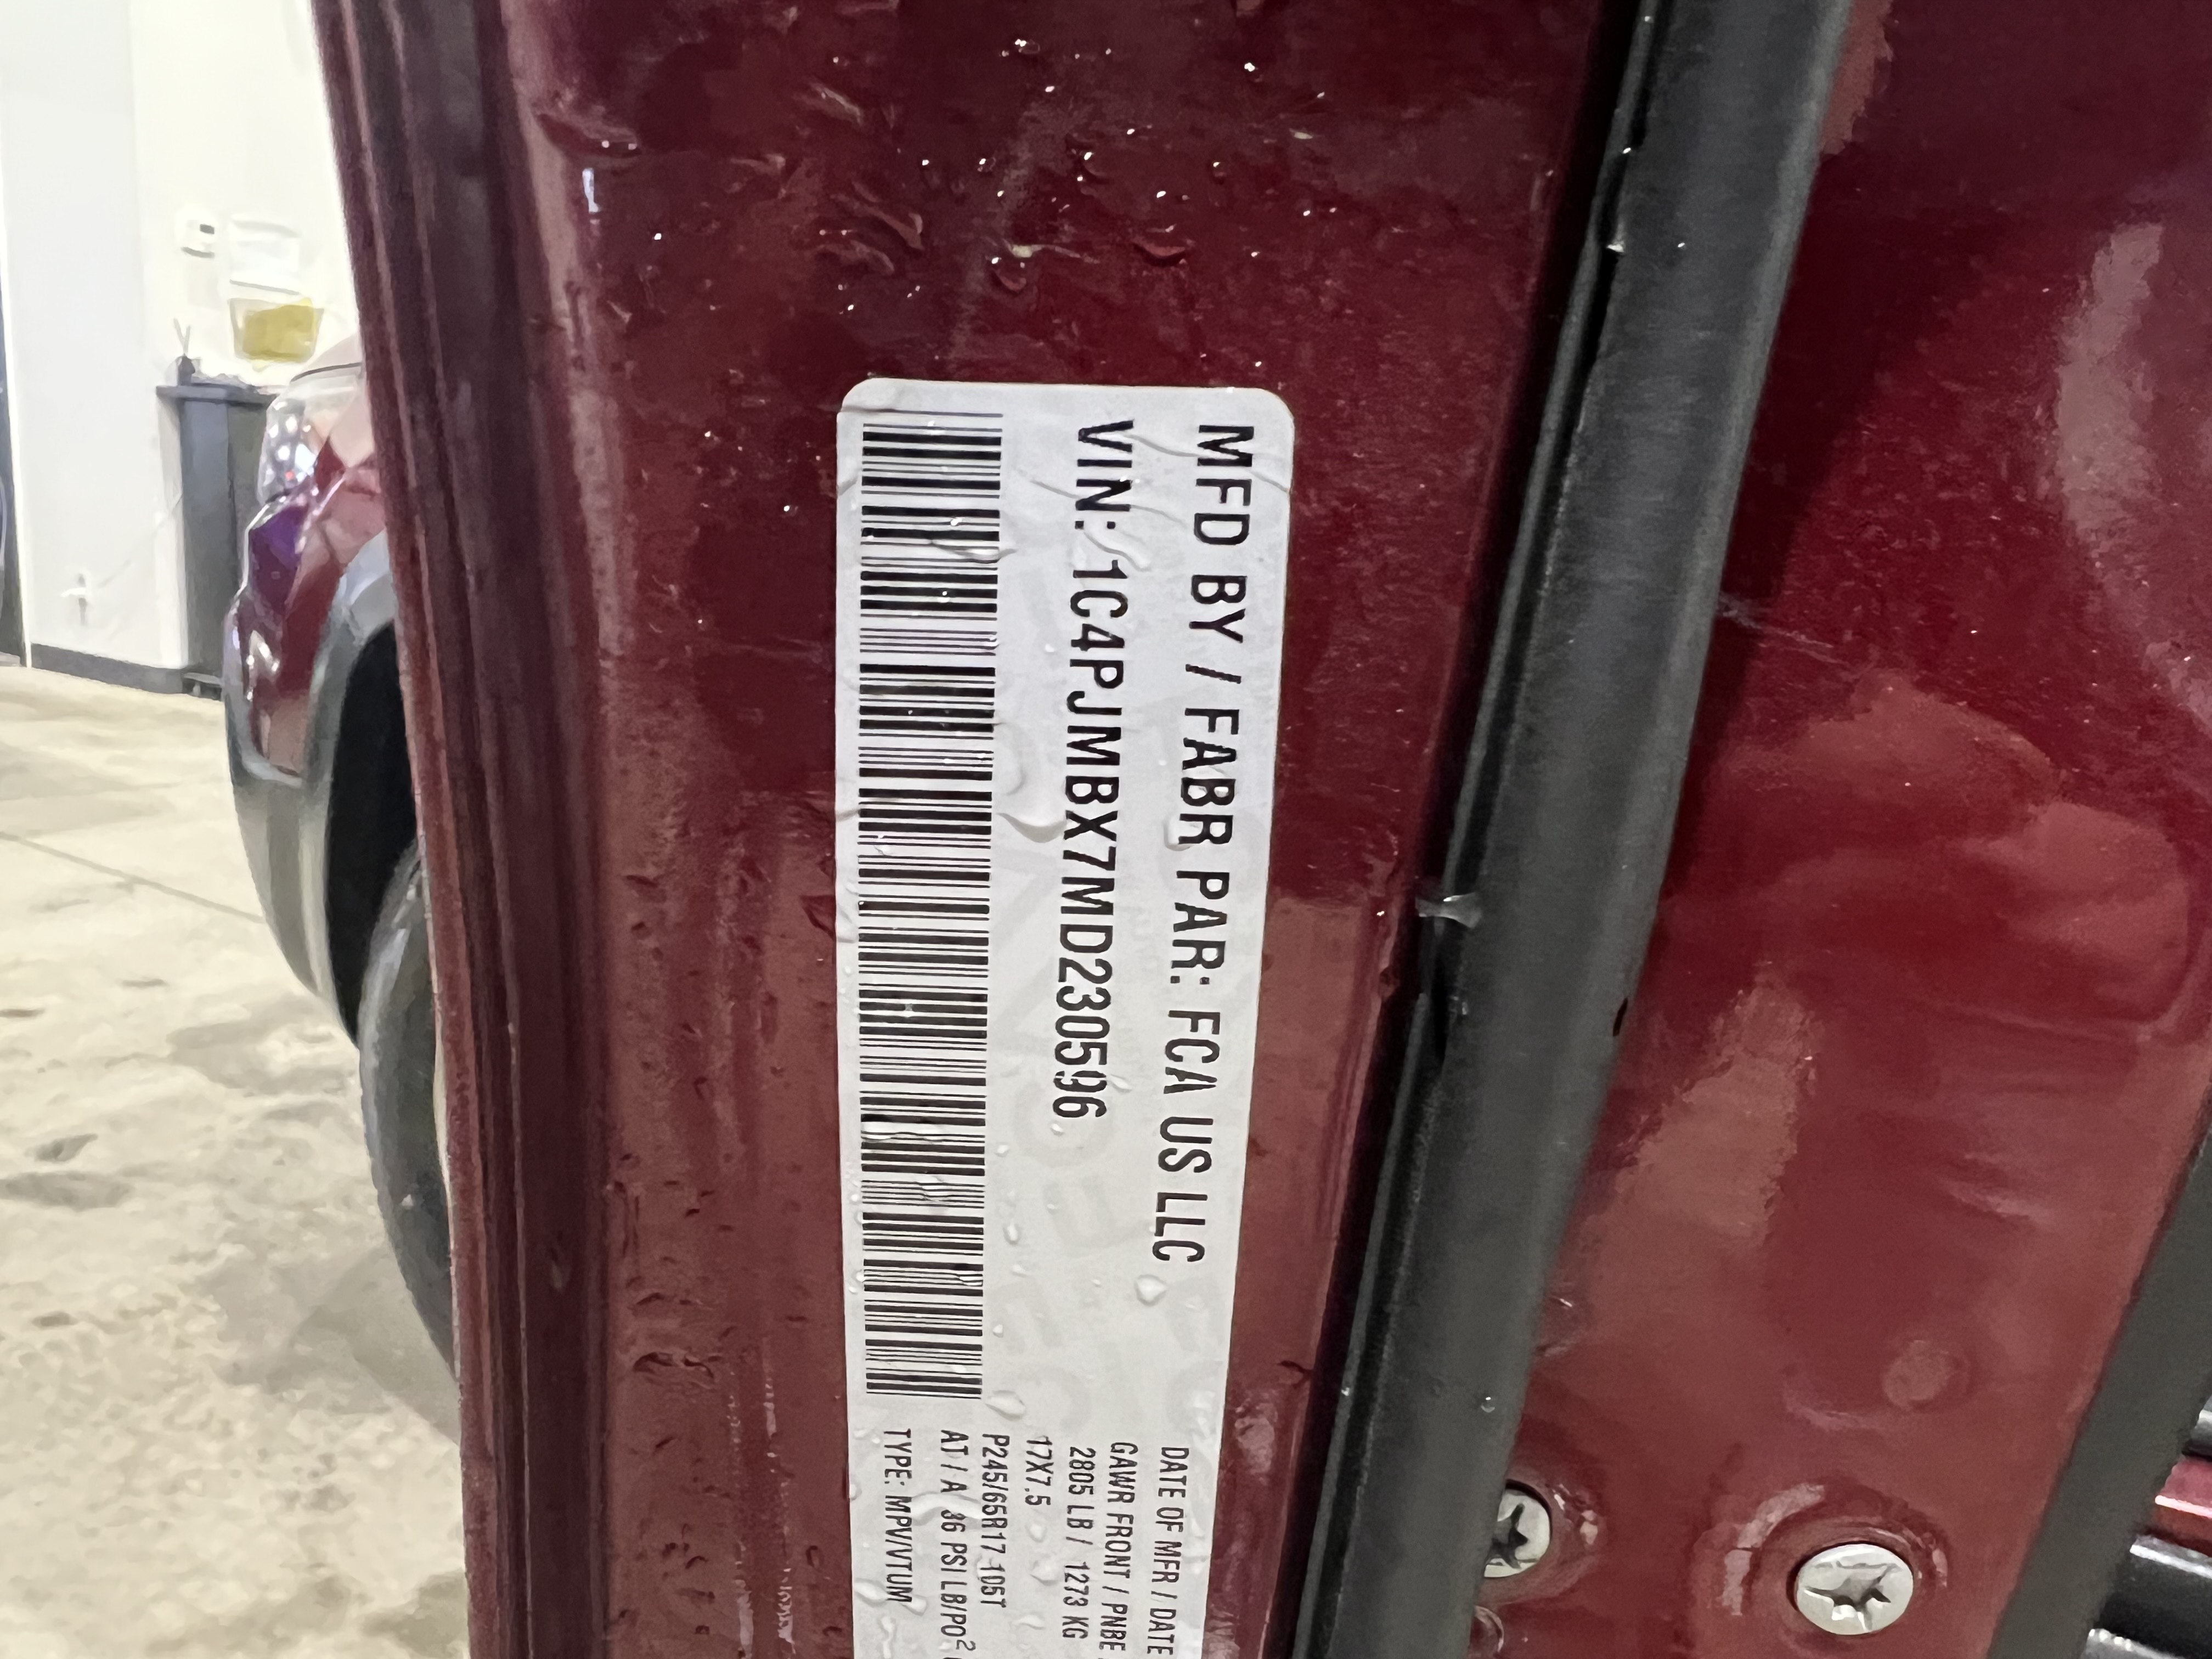 MFD BY / FABR PAR: FCA US LLC
VIN: 1C4PJMBX7MD230596
DATE OF MFR / DATE
GAWR FRONT / PNBE
2805 LB / 1273 KG
17X7.5
P245/65R17 105T
AT / A 36 PSI LB/PO²
TYPE: MPV/VTUM